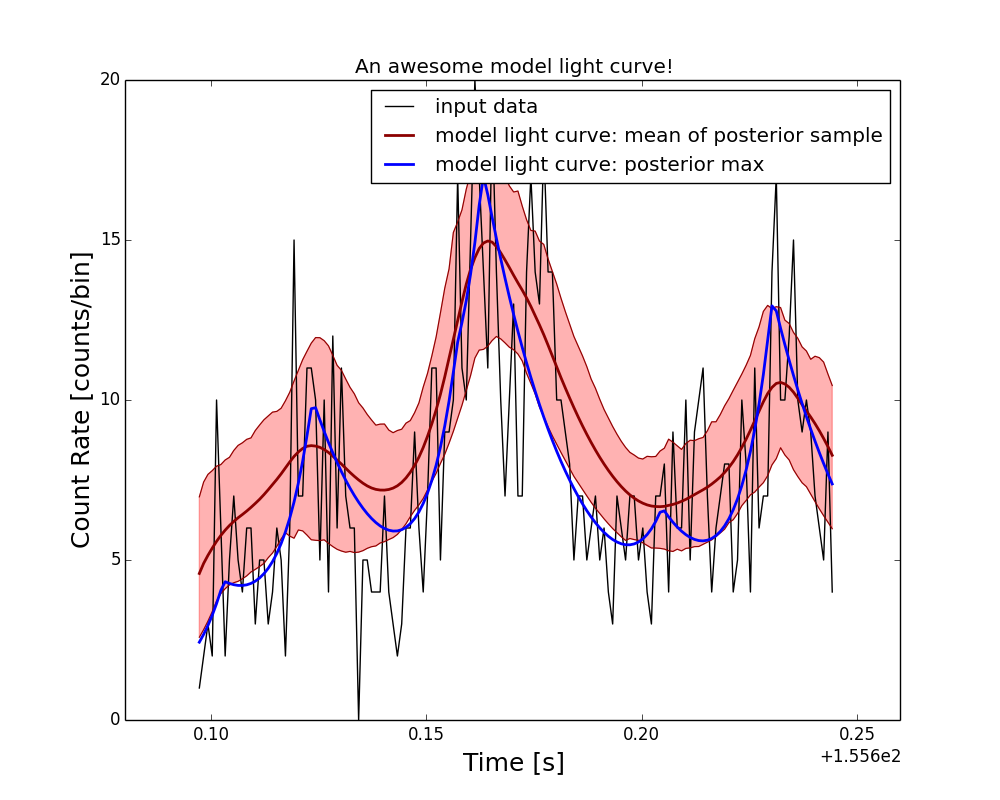 An awesome model light curve!
input data
model light curve: mean of posterior sample
model light curve: posterior max
Count Rate [counts/bin]
20
15
10
5
0
0.10 0.15 0.20 0.25
+1.556e2
Time [s]